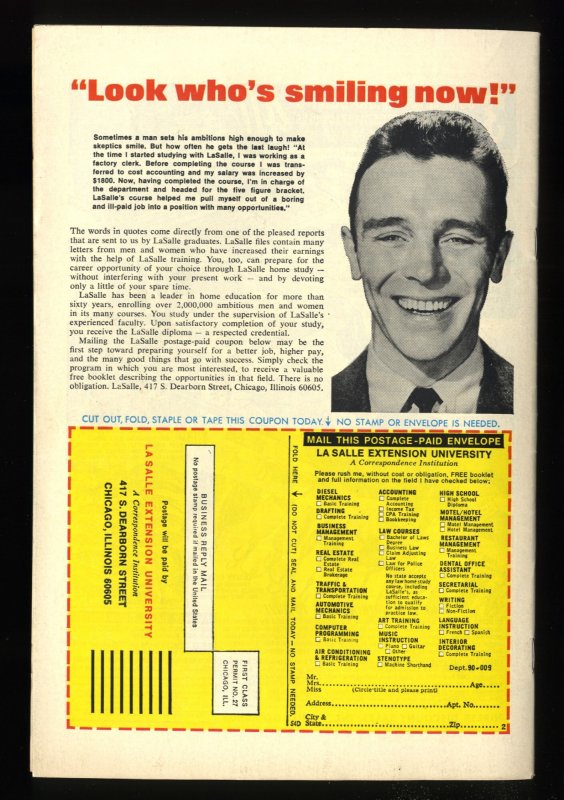 “Look who’s smiling now!”
Sometimes a man sets his ambitions high enough to make
skeptics smile. But how often he gets the last laugh! “At
the time I started studying with LaSalle, I was working as a
factory clerk. Before completing the course I was trans-
ferred to cost accounting and my salary was increased by
$1800. Now, having completed the course, I’m in charge of
the department and headed for the five figure bracket.
LaSalle’s course helped me pull myself out of a boring
and ill-paid job into a position with many opportunities.”
The words in quotes come directly from one of the pleased reports
that are sent to us by LaSalle graduates. LaSalle files contain many
letters from men and women who have increased their earnings
with the help of LaSalle training. You, too, can prepare for the
career opportunity of your choice through LaSalle home study —
without interfering with your present work — and by devoting
only a little of your spare time.
LaSalle has been a leader in home education for more than
sixty years, enrolling over 2,000,000 ambitious men and women
in its many courses. You study under the supervision of LaSalle’s
experienced faculty. Upon satisfactory completion of your study,
you receive the LaSalle diploma — a respected credential.
Mailing the LaSalle postage-paid coupon below may be the
first step toward preparing yourself for a better job, higher pay,
and the many good things that go with success. Simply check the
program in which you are most interested, to receive a valuable
free booklet describing the opportunities in that field. There is no
obligation. LaSalle, 417 S. Dearborn Street, Chicago, Illinois 60605.
CUT OUT, FOLD, STAPLE OR TAPE THIS COUPON TODAY. NO STAMP OR ENVELOPE IS NEEDED.
BUSINESS REPLY MAIL
No postage stamp required if mailed in the United States
Postage will be paid by
LA SALLE EXTENSION UNIVERSITY
A Correspondence Institution
417 S. DEARBORN STREET
CHICAGO, ILLINOIS 60605
FIRST CLASS
PERMIT NO. 27
CHICAGO, ILL.
FOLD HERE (DO NOT CUT) SEAL AND MAIL TODAY—NO STAMP NEEDED. 54D
MAIL THIS POSTAGE-PAID ENVELOPE
LA SALLE EXTENSION UNIVERSITY
A Correspondence Institution
Please rush me, without cost or obligation, FREE booklet
and full information on the field I have checked below:
DIESEL
MECHANICS
Basic Training
DRAFTING
Complete Training
BUSINESS
MANAGEMENT
Management
Training
REAL ESTATE
Complete Real
Estate
Real Estate
Brokerage
TRAFFIC &
TRANSPORTATION
Complete Training
AUTOMOTIVE
MECHANICS
Basic Training
COMPUTER
PROGRAMMING
Basic Training
AIR CONDITIONING
& REFRIGERATION
Basic Training
ACCOUNTING
Complete
Accounting
Income Tax
CPA Training
Bookkeeping
LAW COURSES
Bachelor of Laws
Degree
Business Law
Claim Adjusting
Law
Law for Police
Officers
No state accepts
any law home study
course, including
LaSalle's, as
sufficient educa-
tion to qualify
for admission to
practice law.
ART TRAINING
Complete Training
MUSIC
INSTRUCTION
Piano Guitar
Other
STENOTYPE
Machine Shorthand
HIGH SCHOOL
High School
Diploma
MOTEL/HOTEL
MANAGEMENT
Motel Management
Hotel Management
RESTAURANT
MANAGEMENT
Management
Training
DENTAL OFFICE
ASSISTANT
Complete Training
SECRETARIAL
Complete Training
WRITING
Fiction
Non-Fiction
LANGUAGE
INSTRUCTION
French Spanish
INTERIOR
DECORATING
Complete Training
Dept. 90-009
Mr.
Mrs. Age
Miss (Circle title and please print)
Address Apt. No.
City &
State Zip 2